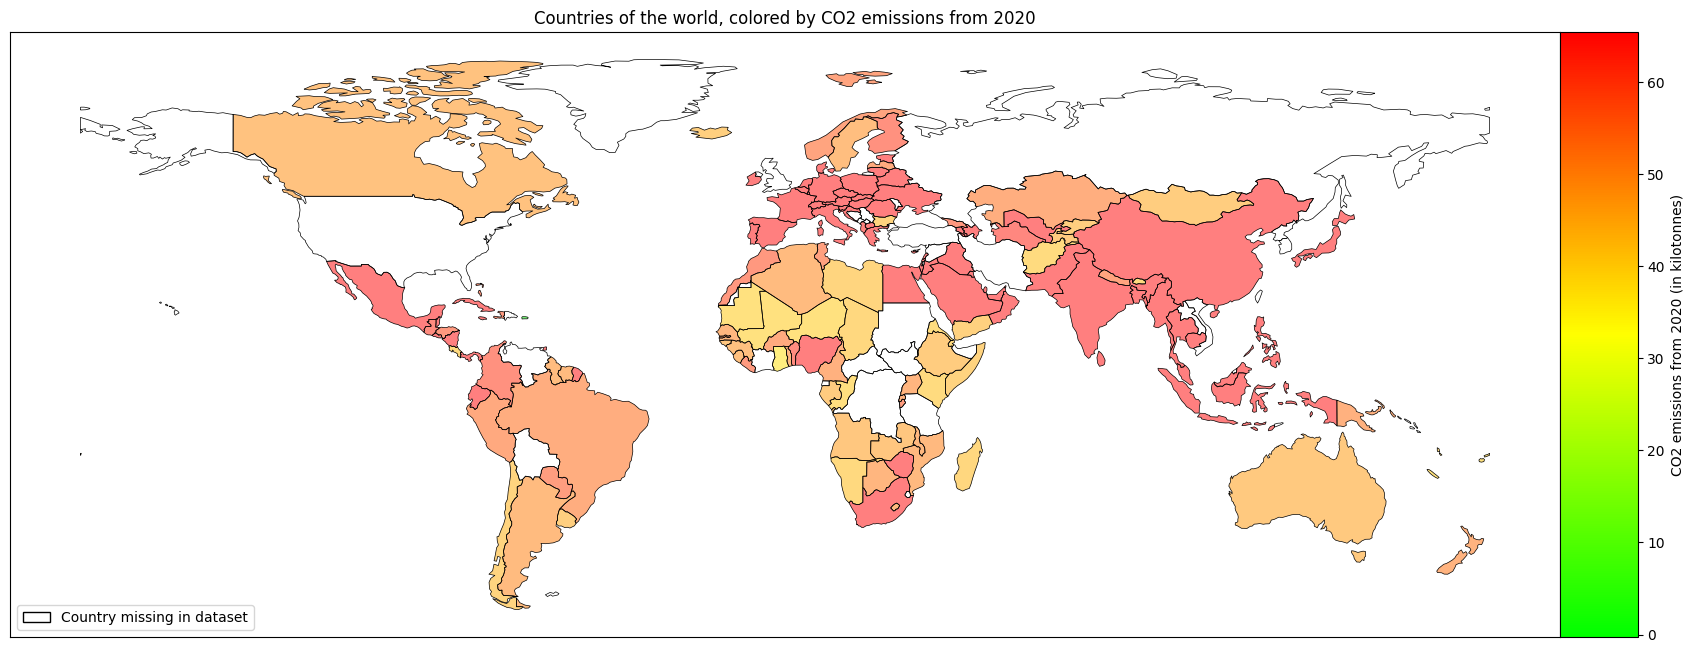 Countries of the world, colored by CO2 emissions from 2020
60
50
40
30
20
10
0
CO2 emissions from 2020 (in kilotonnes)
Country missing in dataset